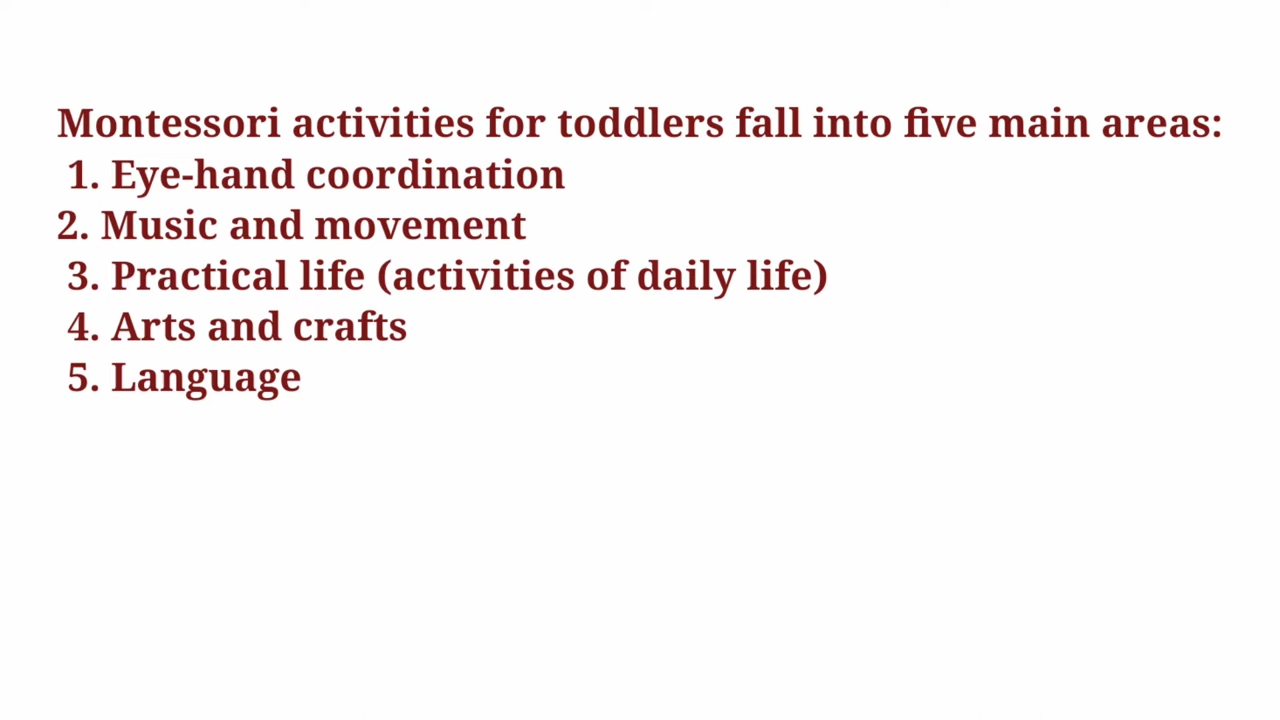 Montessori activities for toddlers fall into five main areas:
1. Eye-hand coordination
2. Music and movement
3. Practical life (activities of daily life)
4. Arts and crafts
5. Language